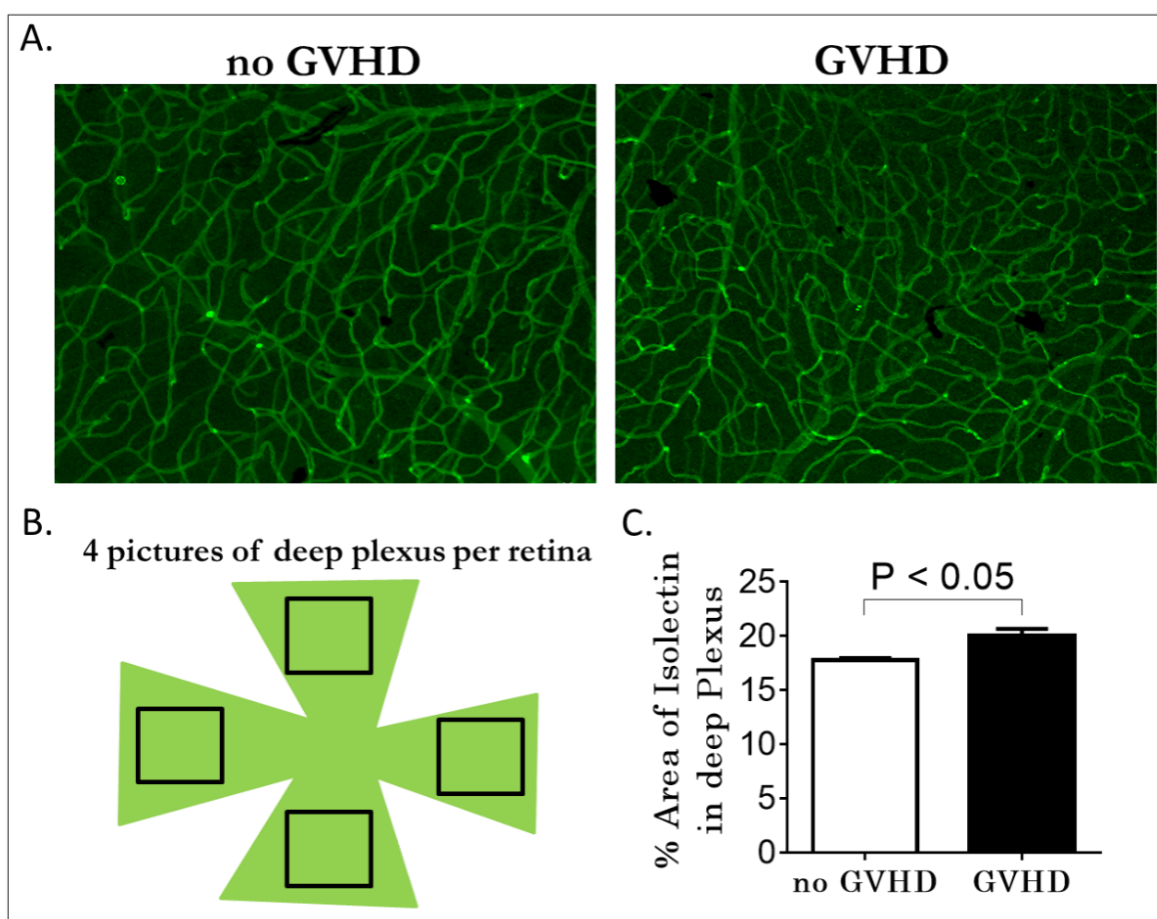 A.
no GVHD
GVHD
B.
4 pictures of deep plexus per retina
C.
% Area of Isolectin
in deep Plexus
25
20
15
10
5
0
P < 0.05
no GVHD
GVHD